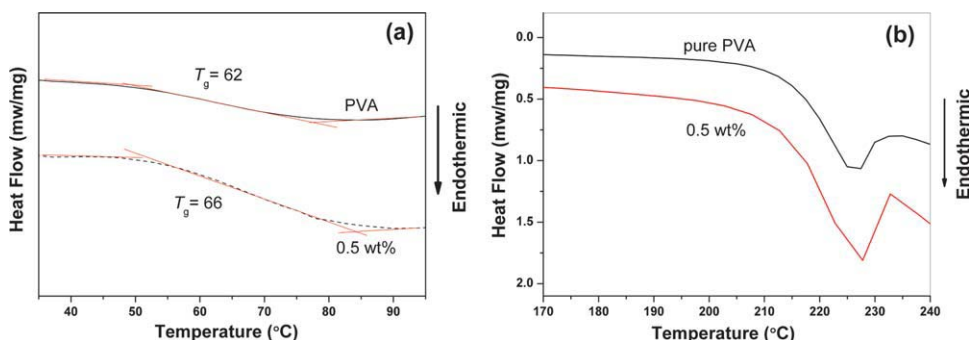 (a)
T_g = 62
PVA
T_g = 66
0.5 wt%
Heat Flow (mw/mg)
Endothermic
40 50 60 70 80 90
Temperature (°C)
(b)
pure PVA
0.5 wt%
0.0
0.5
1.0
1.5
2.0
Heat Flow (mw/mg)
Endothermic
170 180 190 200 210 220 230 240
Temperature (°C)